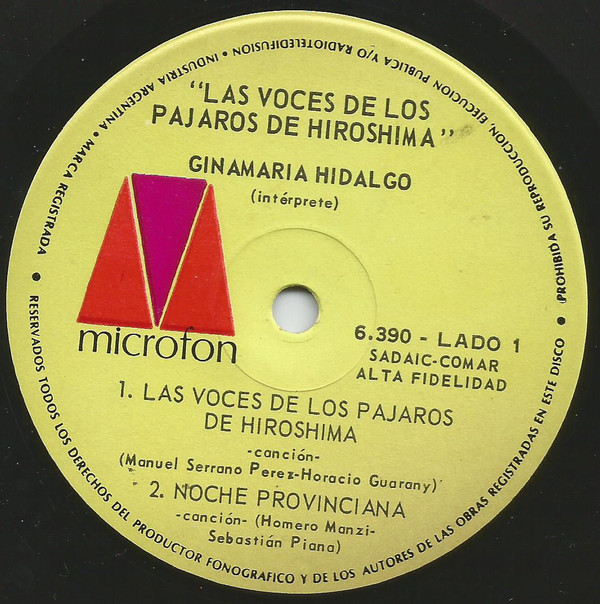 "LAS VOCES DE LOS
PAJAROS DE HIROSHIMA"
GINAMARIA HIDALGO
(intérprete)
microfon
6.390 - LADO 1
SADAIC-COMAR
ALTA FIDELIDAD
1. LAS VOCES DE LOS PAJAROS
DE HIROSHIMA
-canción-
(Manuel Serrano Perez-Horacio Guarany)
2. NOCHE PROVINCIANA
-canción- (Homero Manzi-
Sebastián Piana)
RESERVADOS TODOS LOS DERECHOS DEL PRODUCTOR FONOGRAFICO Y DE LOS AUTORES DE LAS OBRAS REGISTRADAS EN ESTE DISCO • PROHIBIDA SU REPRODUCCION, EJECUCION PUBLICA Y/O RADIOTELEDIFUSION • INDUSTRIA ARGENTINA • MARCA REGISTRADA •